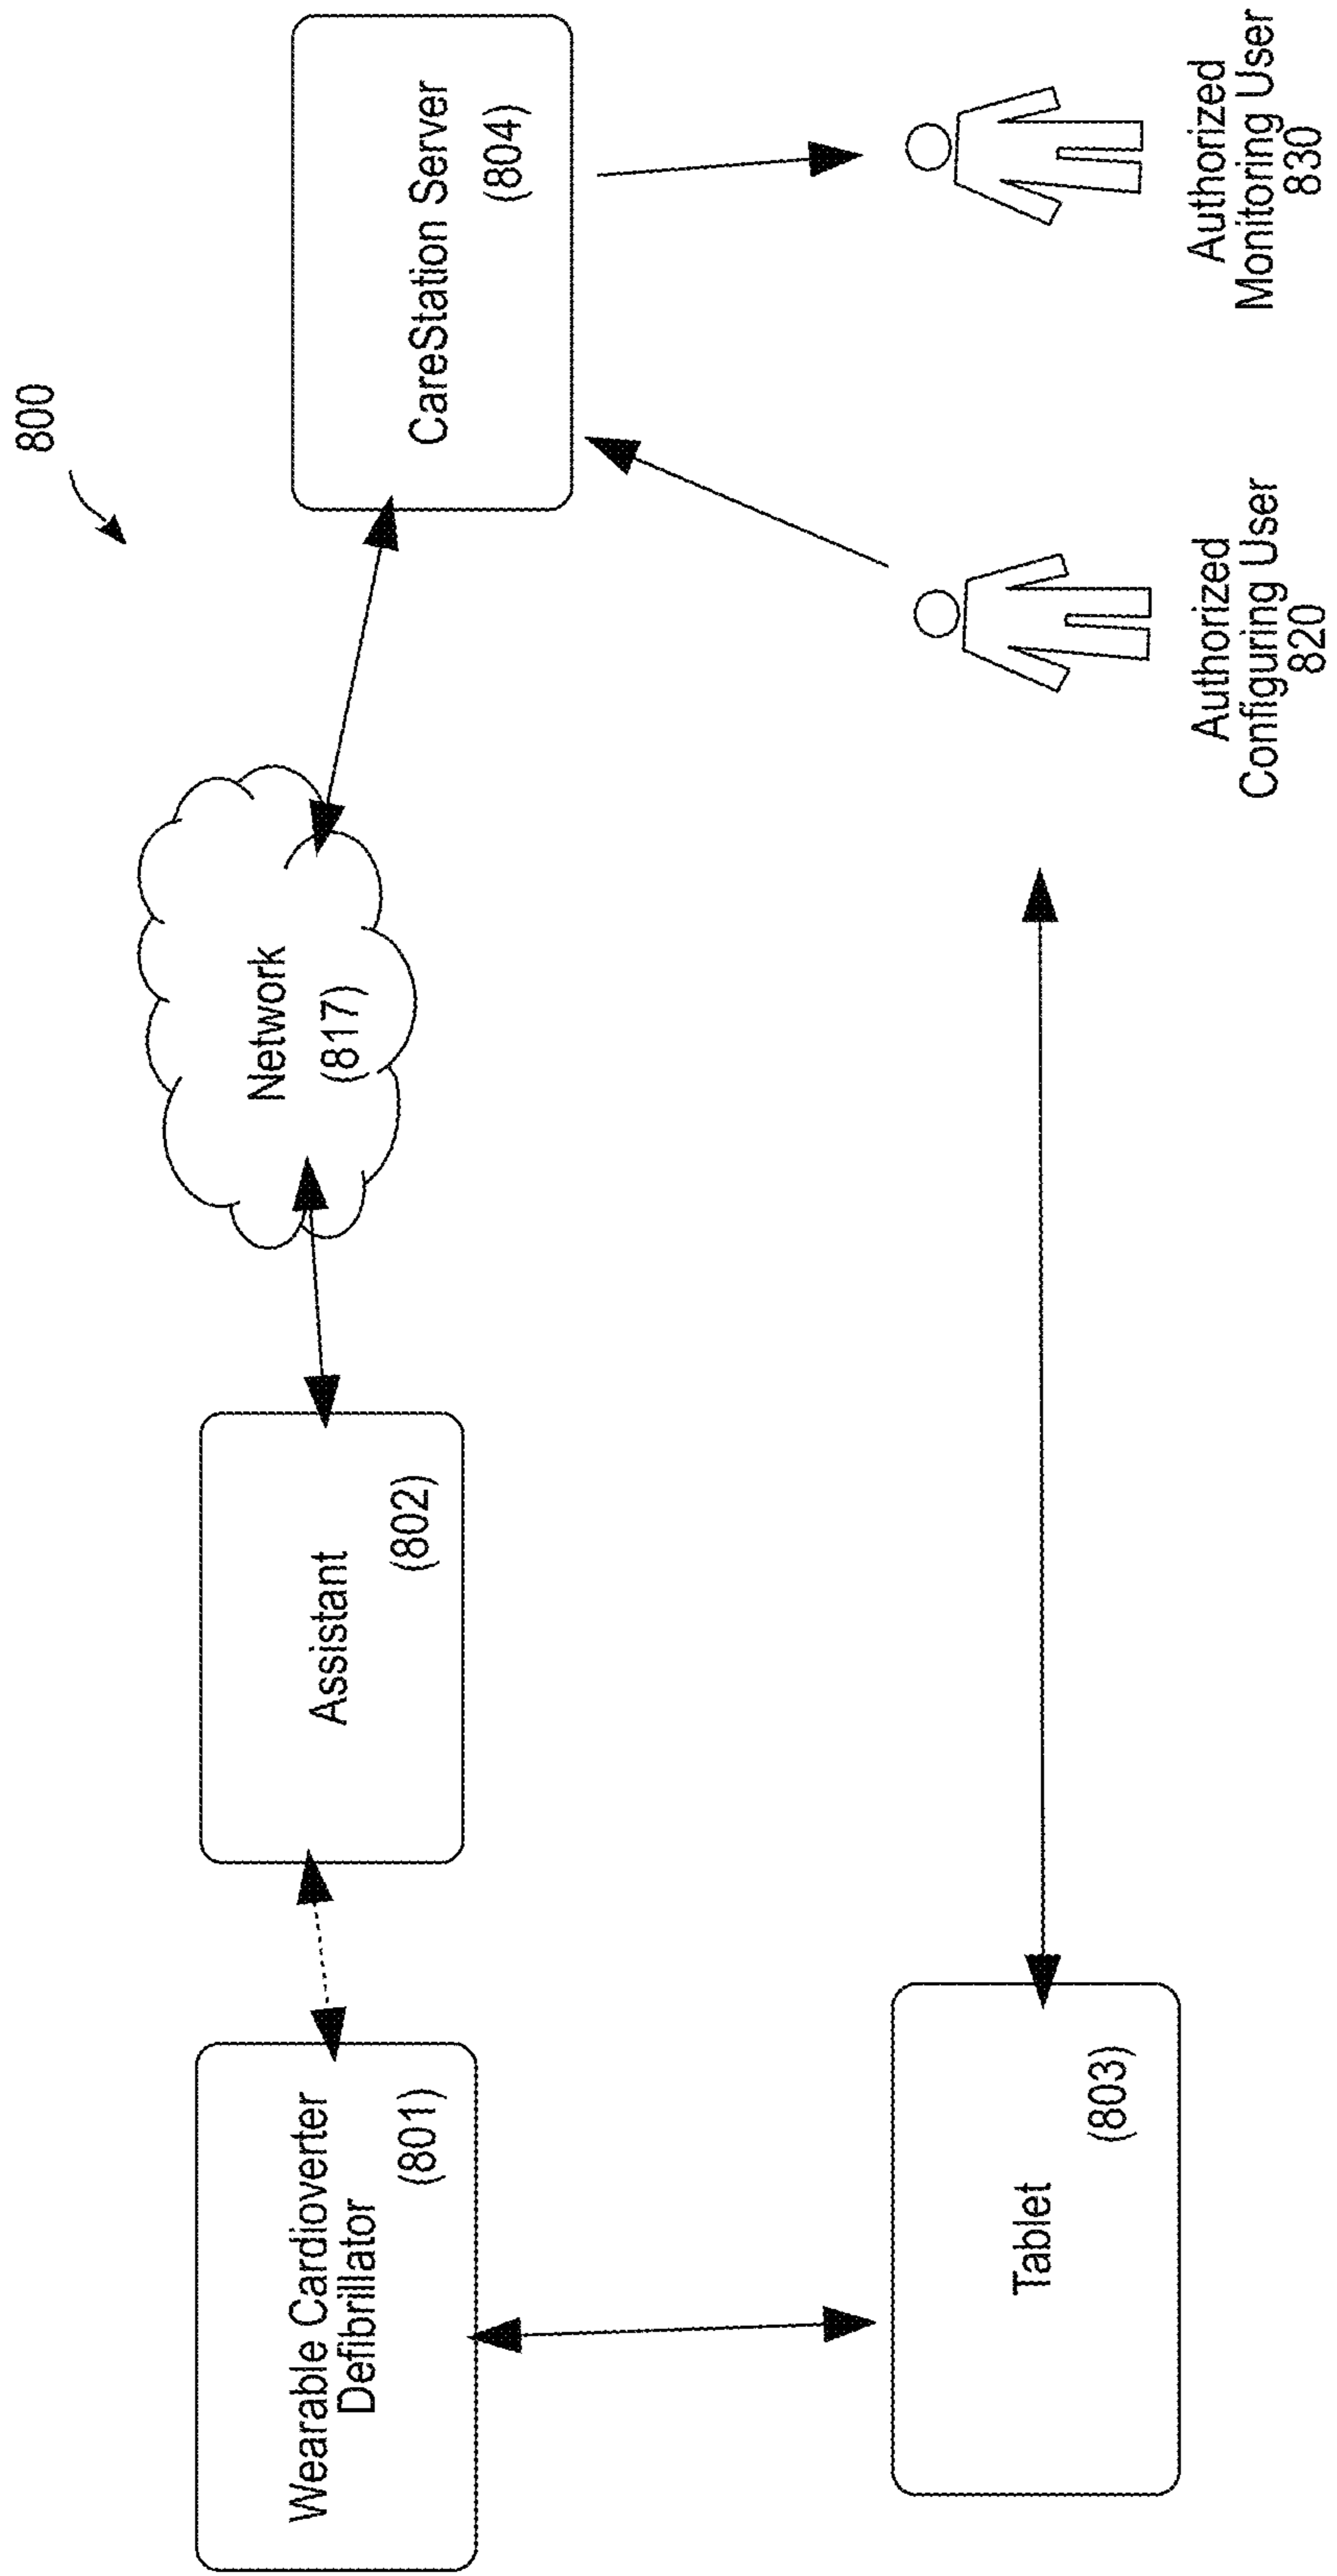 800
Wearable Cardioverter
Defibrillator
(801)
Assistant
(802)
Network
(817)
CareStation Server
(804)
Tablet
(803)
Authorized
Configuring User
820
Authorized
Monitoring User
830